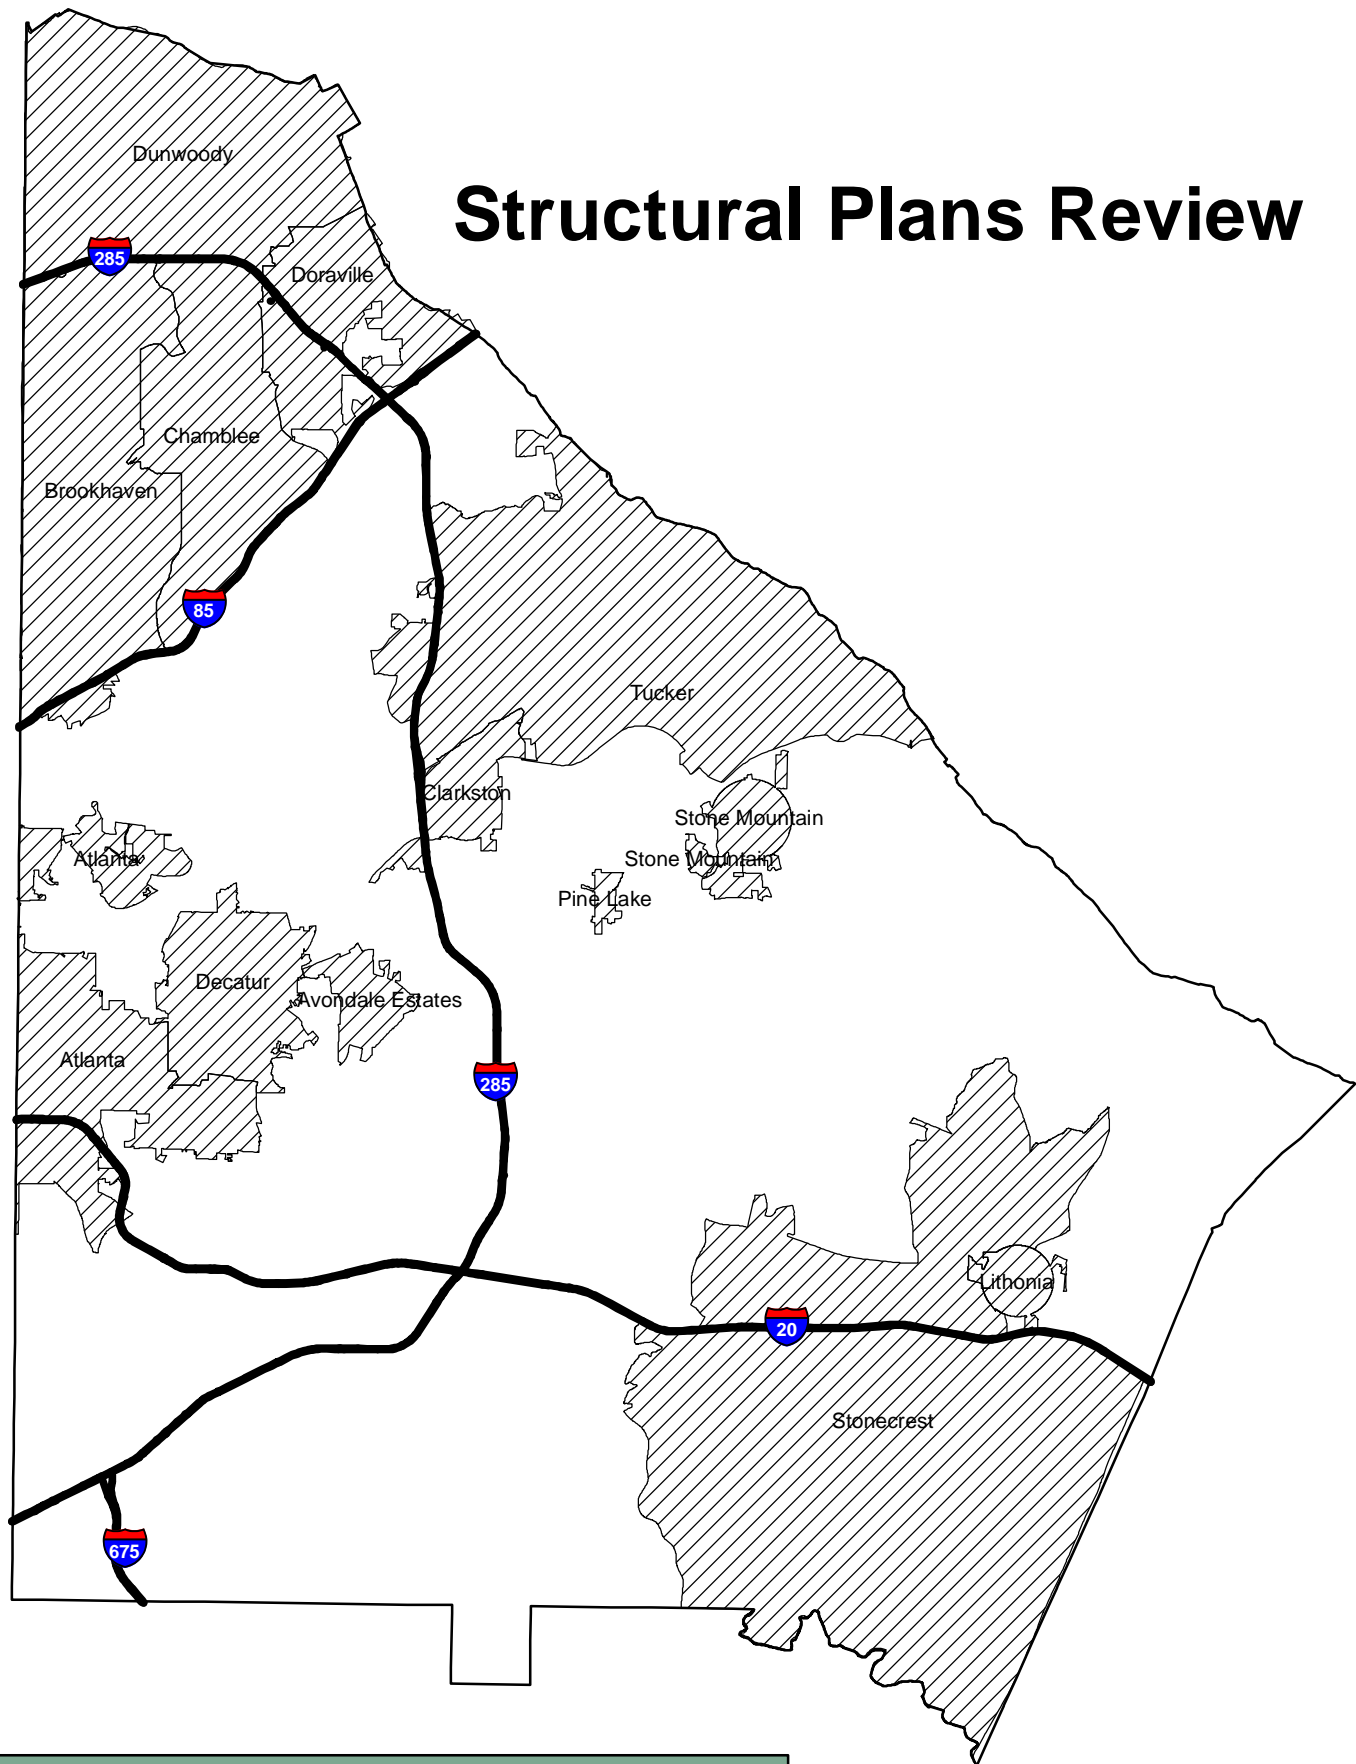 Dunwoody
Structural Plans Review
285
Doraville
Chamblee
Brookhaven
85
Tucker
Clarkston
Stone Mountain
Atlanta
Stone Mountain
Pine Lake
Decatur
Avondale Estates
Atlanta
285
Lithonia
20
Stonecrest
675